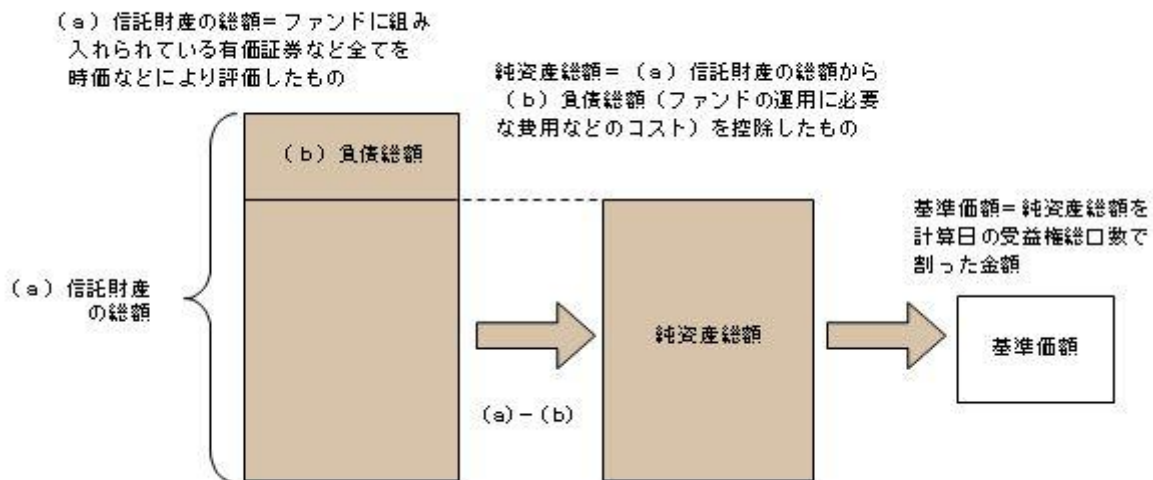 （a）信託財産の総額＝ファンドに組み
入れられている有価証券など全てを
時価などにより評価したもの
純資産総額＝（a）信託財産の総額から
（b）負債総額（ファンドの運用に必要
な費用などのコスト）を控除したもの
（b）負債総額
基準価額＝純資産総額を
計算日の受益権総口数で
割った金額
（a）信託財産
の総額
純資産総額
基準価額
（a）－（b）